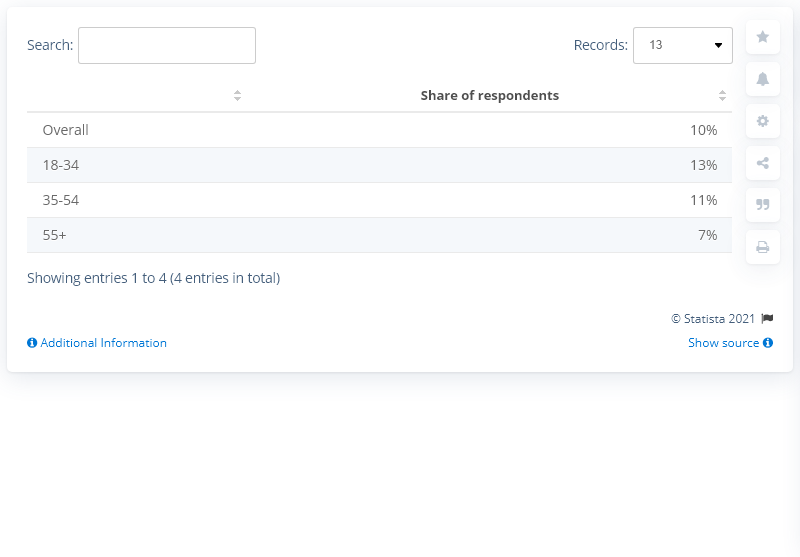 Search:
Records: 13
Share of respondents
Overall 10%
18-34 13%
35-54 11%
55+ 7%
Showing entries 1 to 4 (4 entries in total)
© Statista 2021
Additional Information Show source